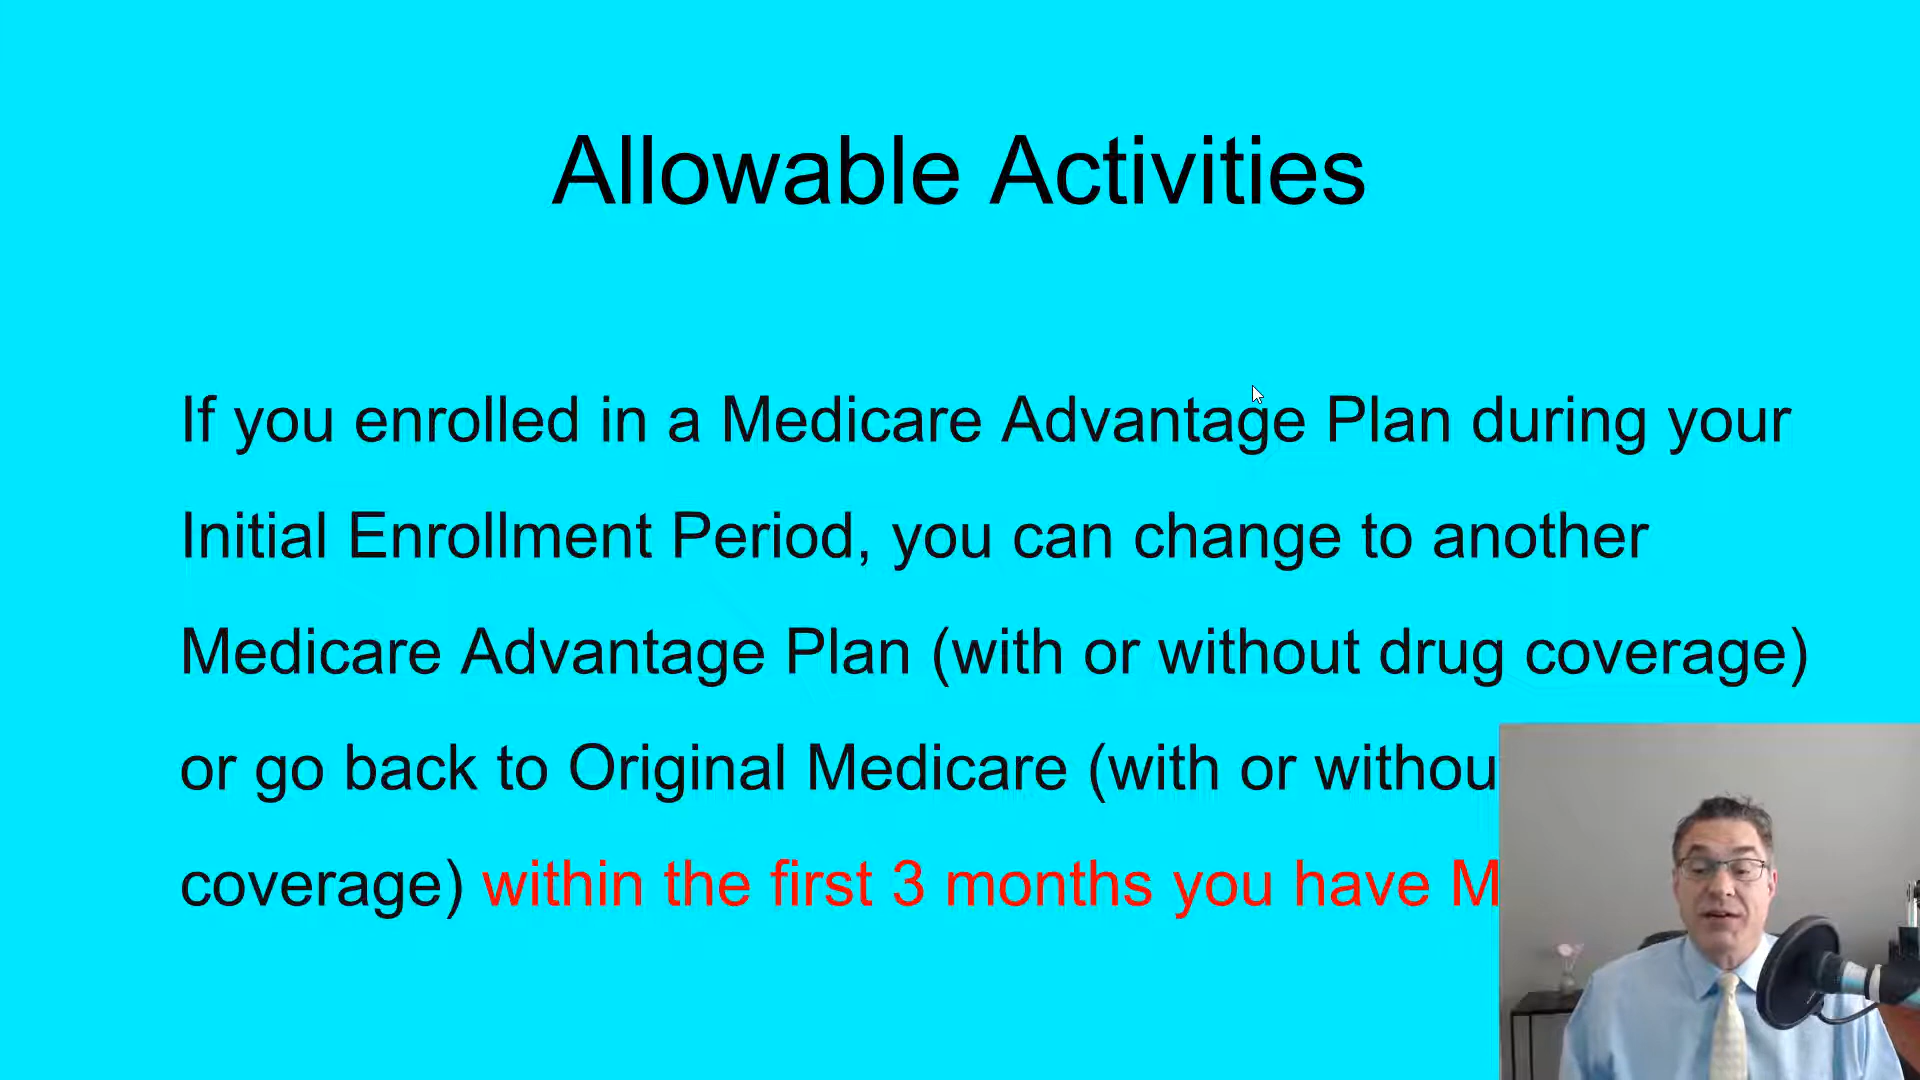 Allowable Activities
If you enrolled in a Medicare Advantage Plan during your
Initial Enrollment Period, you can change to another
Medicare Advantage Plan (with or without drug coverage)
or go back to Original Medicare (with or
coverage) within the first 3 months you have